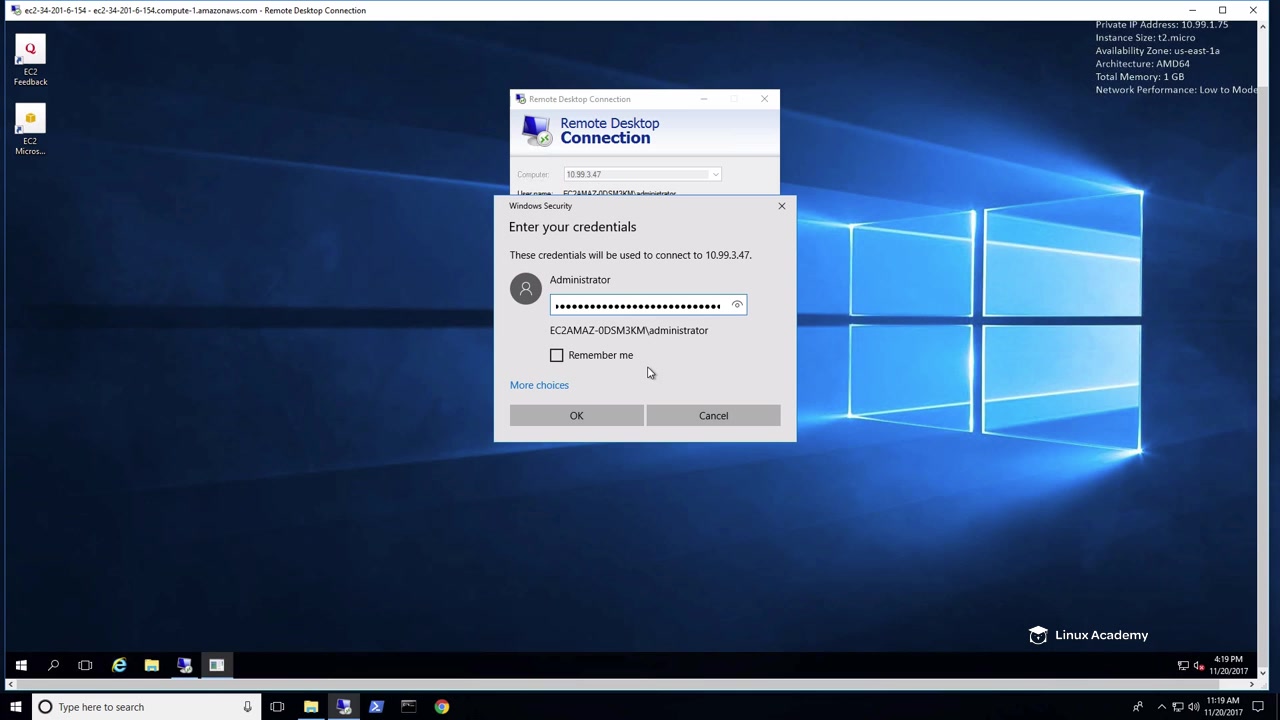 ec2-34-201-6-154 - ec2-34-201-6-154.compute-1.amazonaws.com - Remote Desktop Connection
Private IP Address: 10.99.1.75
Instance Size: t2.micro
Availability Zone: us-east-1a
Architecture: AMD64
Total Memory: 1 GB
Network Performance: Low to Mode
EC2
Feedback
EC2
Micros...
Remote Desktop Connection
Remote Desktop
Connection
Computer:
10.99.3.47
User name:
EC2AMAZ-0DSM3KM\administrator
Windows Security
Enter your credentials
These credentials will be used to connect to 10.99.3.47.
Administrator
EC2AMAZ-0DSM3KM\administrator
Remember me
More choices
OK
Cancel
Linux Academy
4:19 PM
11/20/2017
Type here to search
11:19 AM
11/20/2017